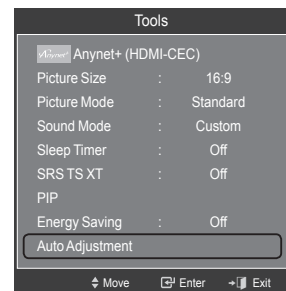 Tools
Anynet+ Anynet+ (HDMI-CEC)
Picture Size : 16:9
Picture Mode : Standard
Sound Mode : Custom
Sleep Timer : Off
SRS TS XT : Off
PIP
Energy Saving : Off
Auto Adjustment
Move Enter Exit